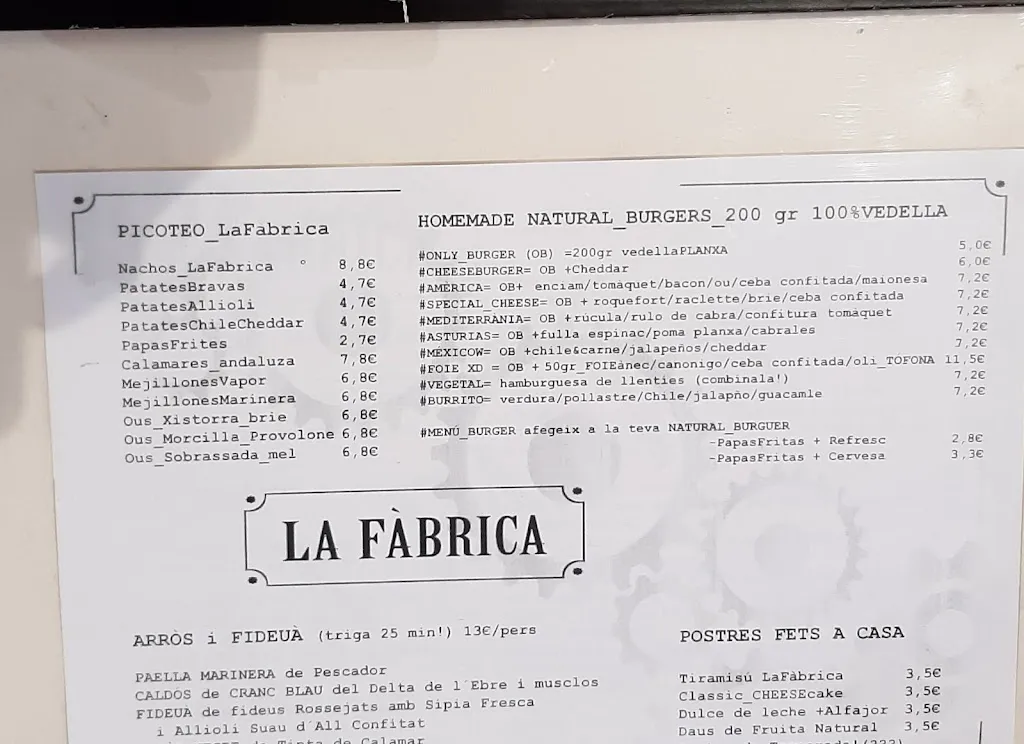 PICOTEO_LaFabrica
Nachos_LaFabrica 8,8€
PatatesBravas 4,7€
PatatesAllioli 4,7€
PatatesChileCheddar 4,7€
PapasFrites 2,7€
Calamares_andaluza 7,8€
MejillonesVapor 6,8€
MejillonesMarinera 6,8€
Ous_Xistorra_brie 6,8€
Ous_Morcilla_Provolone 6,8€
Ous_Sobrassada_mel 6,8€
HOMEMADE NATURAL_BURGERS_200 gr 100%VEDELLA
#ONLY_BURGER (OB) =200gr vedellaPLANXA 5,0€
#CHEESEBURGER= OB +Cheddar 6,0€
#AMERICA= OB+ enciam/tomàquet/bacon/ou/ceba confitada/maionesa 7,2€
#SPECIAL_CHEESE= OB + roquefort/raclette/brie/ceba confitada 7,2€
#MEDITERRÀNIA= OB +rúcula/rulo de cabra/confitura tomàquet 7,2€
#ASTURIAS= OB +fulla espinac/poma planxa/cabrales 7,2€
#MEXICOW= OB +chile&carne/jalapeños/cheddar 7,2€
#FOIE XD = OB + 50gr_FOIEànec/canonigo/ceba confitada/oli_TOFONA 11,5€
#VEGETAL= hamburguesa de llenties (combinala!) 7,2€
#BURRITO= verdura/pollastre/Chile/jalapño/guacamle 7,2€
#MENÚ_BURGER afegeix a la teva NATURAL_BURGUER
-PapasFritas + Refresc 2,8€
-PapasFritas + Cervesa 3,3€
LA FÀBRICA
ARRÒS i FIDEUÀ (triga 25 min!) 13€/pers
PAELLA MARINERA de Pescador
CALDÓS de CRANC BLAU del Delta de l´Ebre i musclos
FIDEUÀ de fideus Rossejats amb Sipia Fresca
i Allioli Suau d´All Confitat
de Tinta de Calamar
POSTRES FETS A CASA
Tiramisú LaFàbrica 3,5€
Classic_CHEESEcake 3,5€
Dulce de leche +Alfajor 3,5€
Daus de Fruita Natural 3,5€